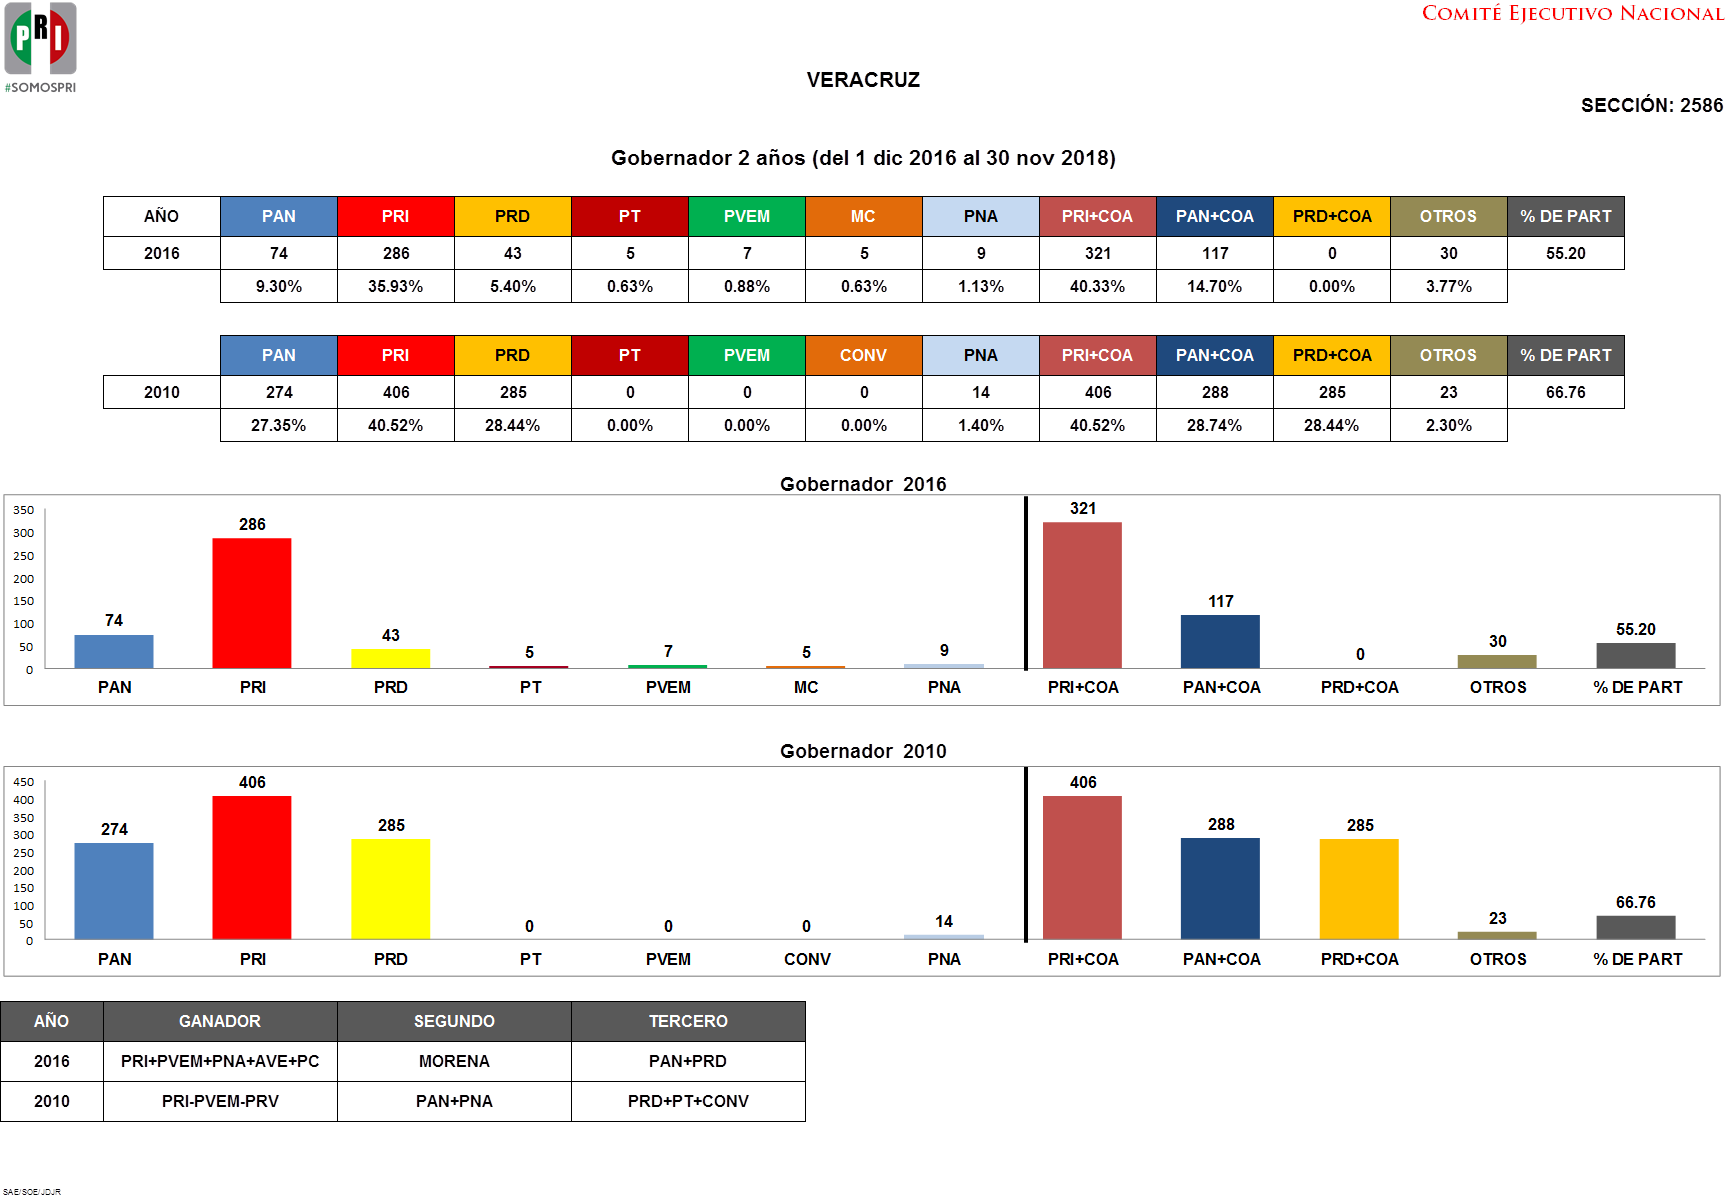 PRI
#SOMOSPRI
COMITÉ EJECUTIVO NACIONAL
VERACRUZ
SECCIÓN: 2586
Gobernador 2 años (del 1 dic 2016 al 30 nov 2018)
AÑO PAN PRI PRD PT PVEM MC PNA PRI+COA PAN+COA PRD+COA OTROS % DE PART
2016 74 286 43 5 7 5 9 321 117 0 30 55.20
9.30% 35.93% 5.40% 0.63% 0.88% 0.63% 1.13% 40.33% 14.70% 0.00% 3.77%
PAN PRI PRD PT PVEM CONV PNA PRI+COA PAN+COA PRD+COA OTROS % DE PART
2010 274 406 285 0 0 0 14 406 288 285 23 66.76
27.35% 40.52% 28.44% 0.00% 0.00% 0.00% 1.40% 40.52% 28.74% 28.44% 2.30%
Gobernador 2016
350
300
250
200
150
100
50
0
74 286 43 5 7 5 9 321 117 0 30 55.20
PAN PRI PRD PT PVEM MC PNA PRI+COA PAN+COA PRD+COA OTROS % DE PART
Gobernador 2010
450
400
350
300
250
200
150
100
50
0
274 406 285 0 0 0 14 406 288 285 23 66.76
PAN PRI PRD PT PVEM CONV PNA PRI+COA PAN+COA PRD+COA OTROS % DE PART
AÑO GANADOR SEGUNDO TERCERO
2016 PRI+PVEM+PNA+AVE+PC MORENA PAN+PRD
2010 PRI-PVEM-PRV PAN+PNA PRD+PT+CONV
SAE/SOE/JDJR